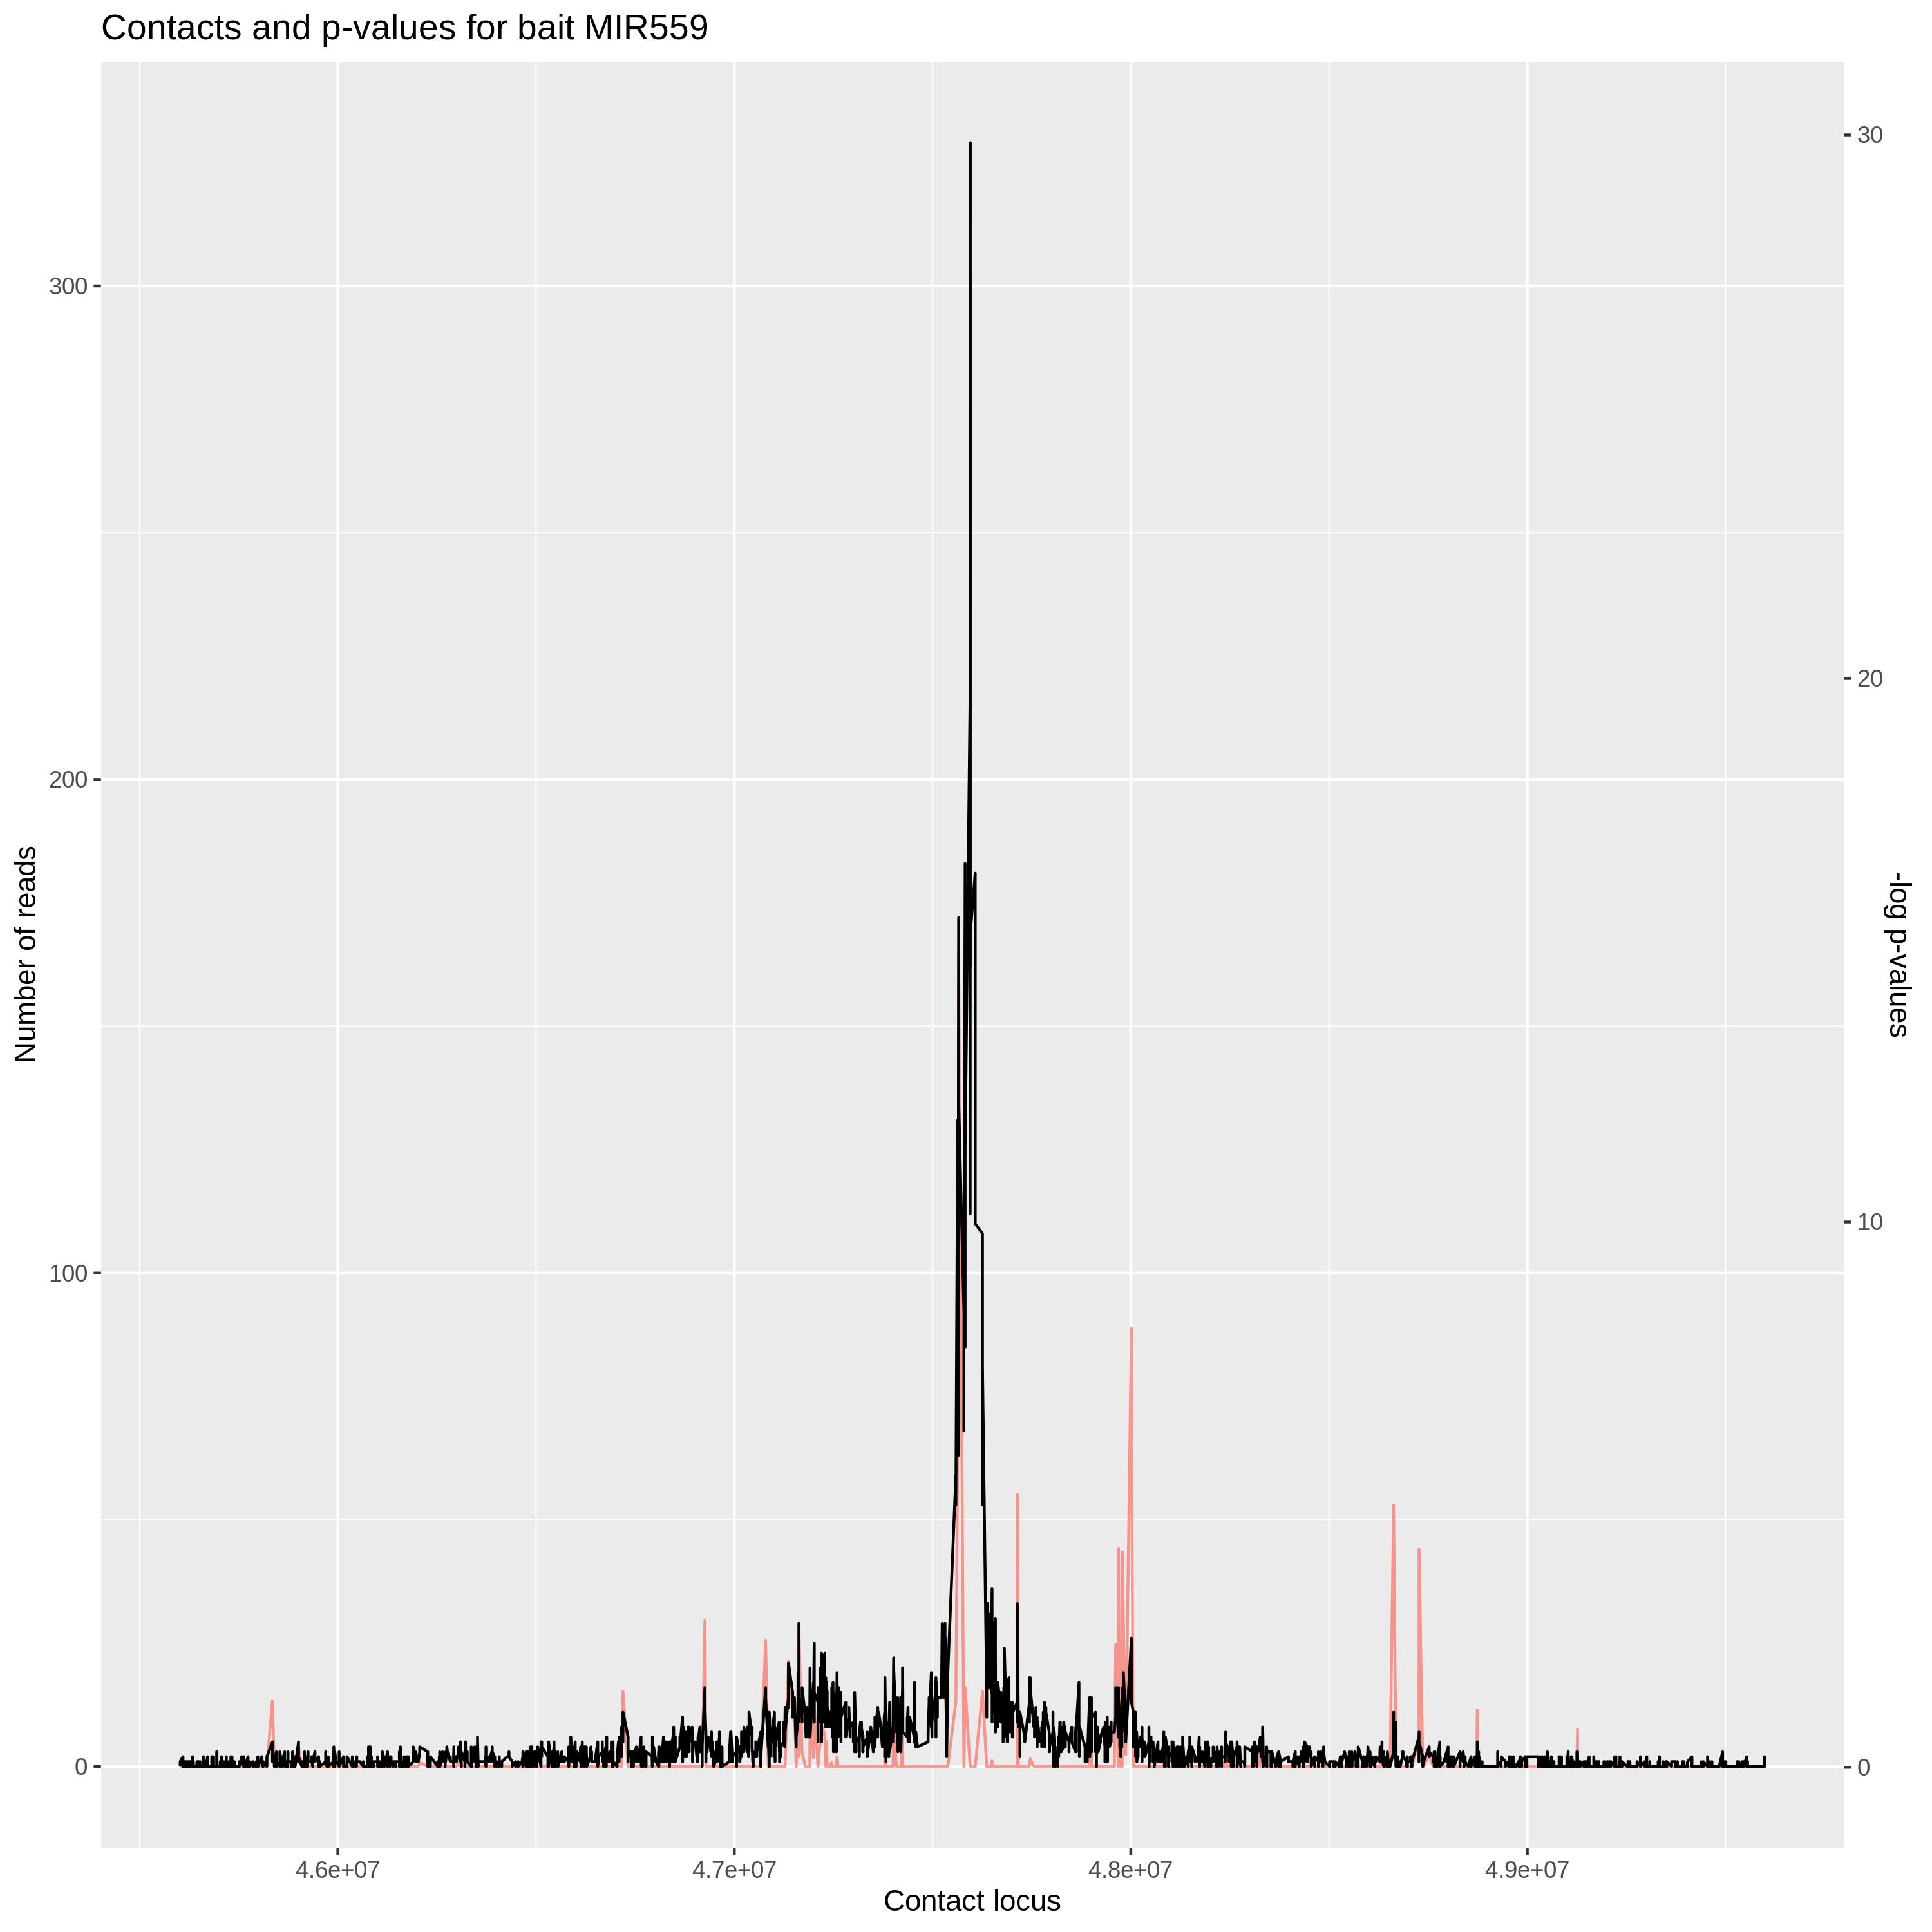 Contacts and p-values for bait MIR559
300
200
100
0
Number of reads
30
20
10
0
-log p-values
4.6e+07 4.7e+07 4.8e+07 4.9e+07
Contact locus